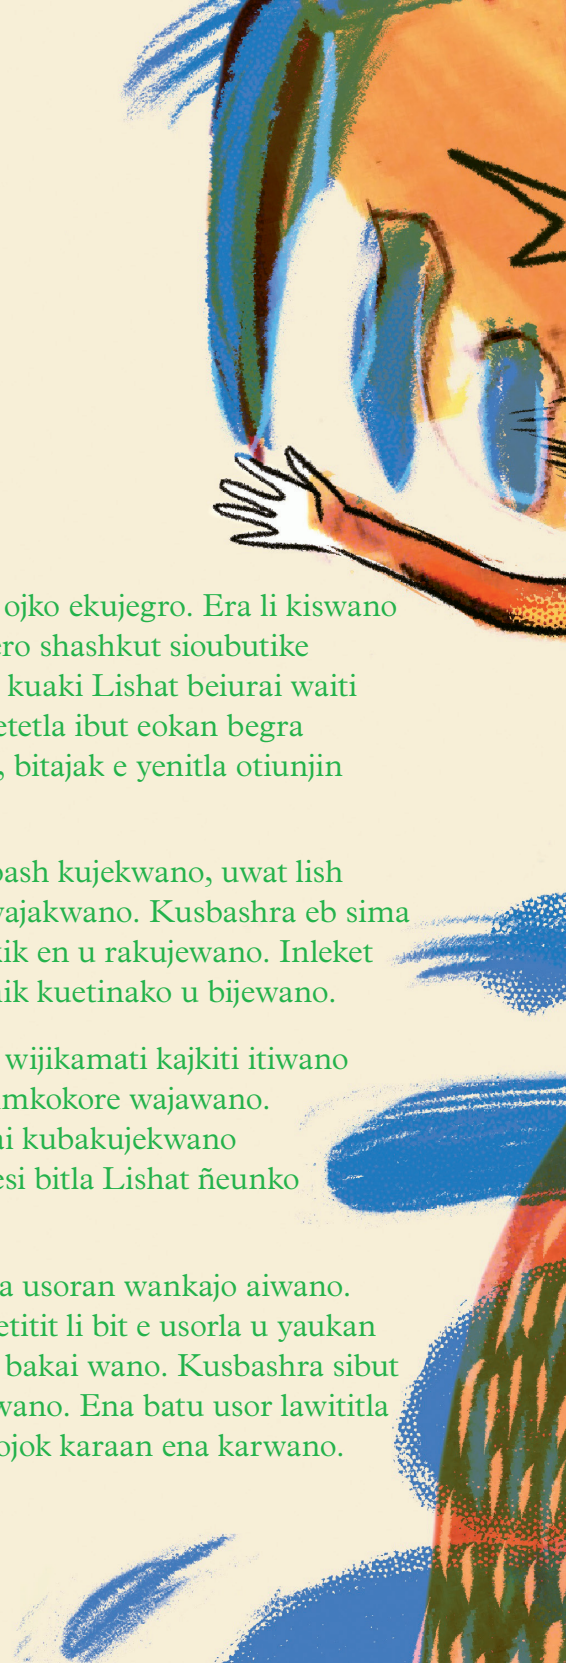 ojko ekujegro. Era li kiswano
ero shashkut sioubutike
kuaki Lishat beiurai waiti
etetla ibut eokan begra
, bitajak e yenitla otiunjin
bash kujekwano, uwat lish
wajakwano. Kusbashra eb sima
kik en u rakujewano. Inleket
nik kuetinako u bijewano.
wijikamati kajkiti itiwano
mkokore wajawano.
ai kubakujekwano
esi bitla Lishat ñeunko
a usoran wankajo aiwano.
etitit li bit e usorla u yaukan
bakai wano. Kusbashra sibut
wano. Ena batu usor lawititla
ojok karaan ena karwano.